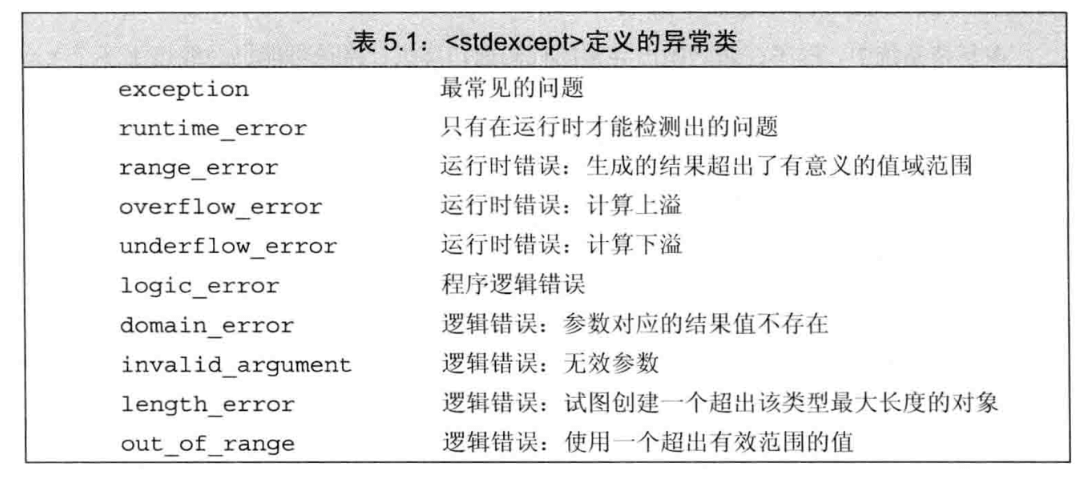 表 5.1：<stdexcept>定义的异常类
exception 最常见的问题
runtime_error 只有在运行时才能检测出的问题
range_error 运行时错误：生成的结果超出了有意义的值域范围
overflow_error 运行时错误：计算上溢
underflow_error 运行时错误：计算下溢
logic_error 程序逻辑错误
domain_error 逻辑错误：参数对应的结果值不存在
invalid_argument 逻辑错误：无效参数
length_error 逻辑错误：试图创建一个超出该类型最大长度的对象
out_of_range 逻辑错误：使用一个超出有效范围的值